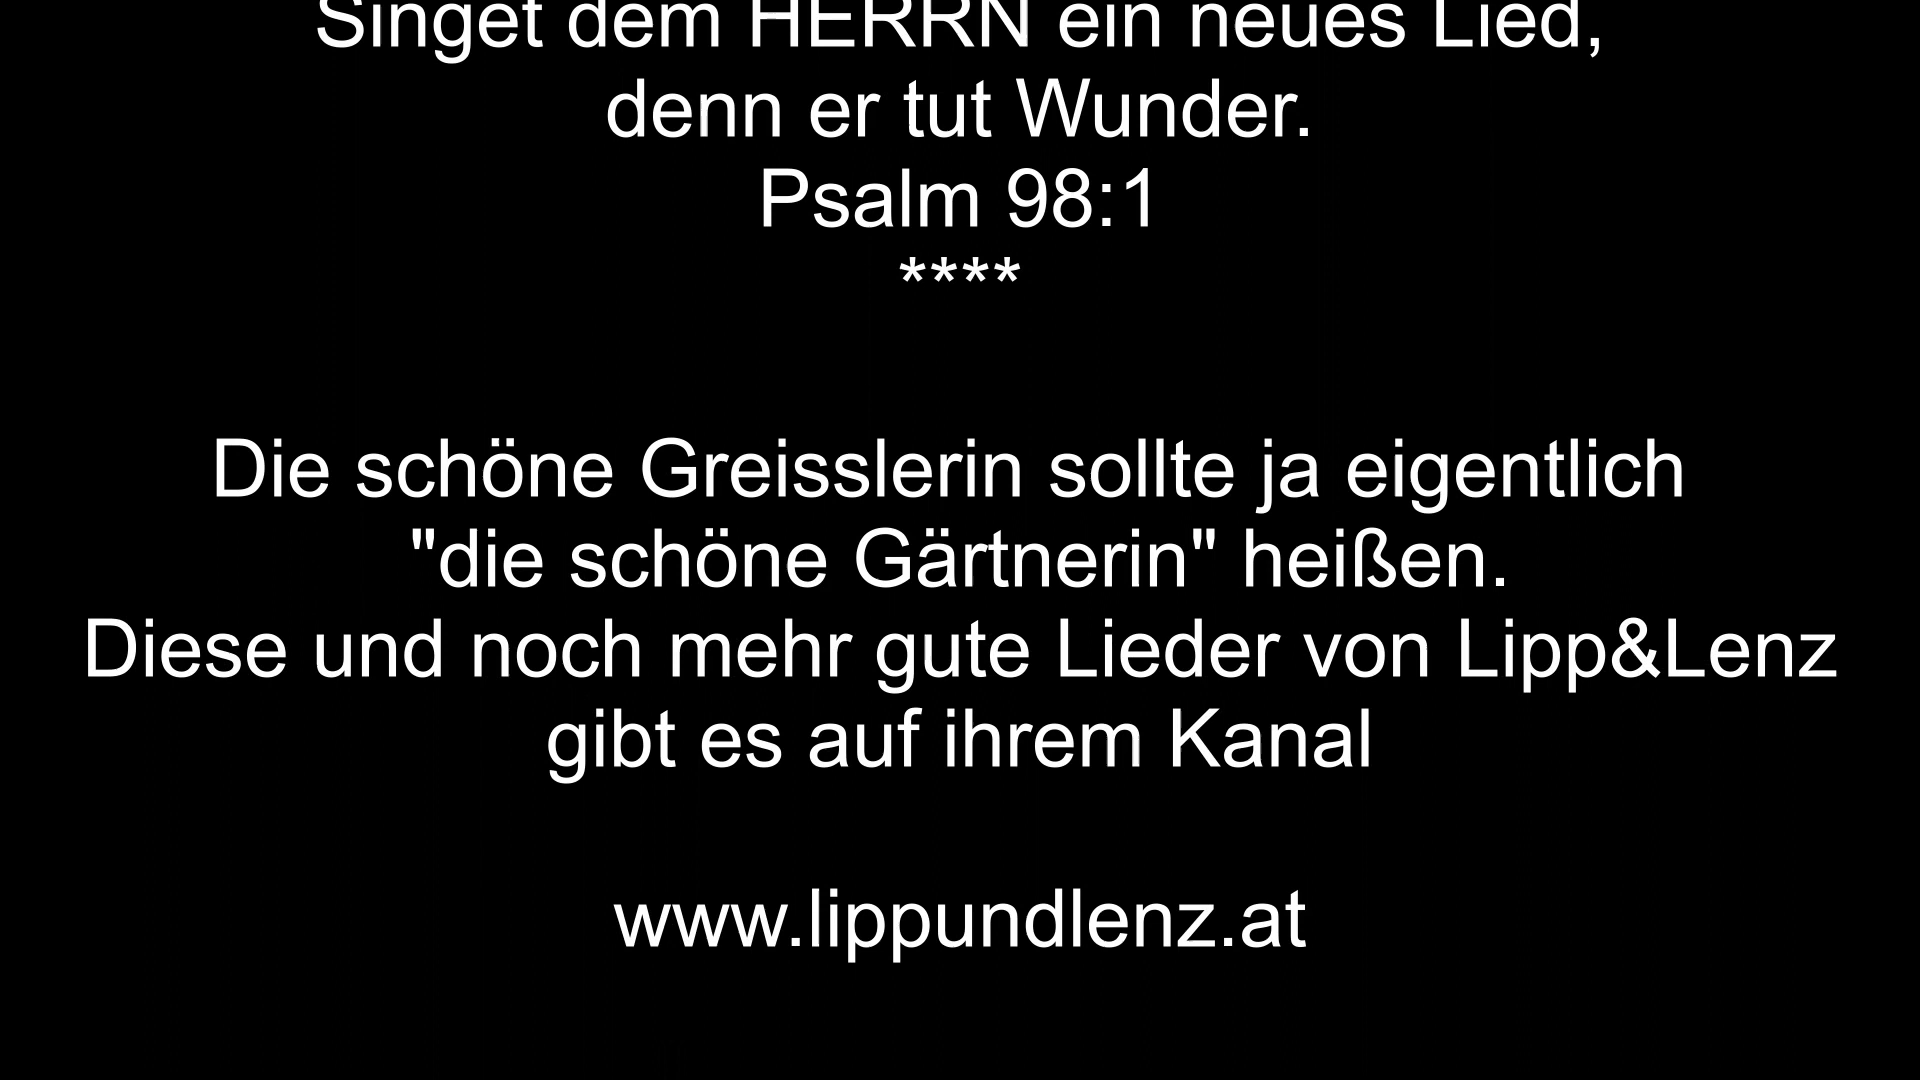 Singet dem HERRN ein neues Lied,
denn er tut Wunder.
Psalm 98:1
****
Die schöne Greisslerin sollte ja eigentlich
"die schöne Gärtnerin" heißen.
Diese und noch mehr gute Lieder von Lipp&Lenz
gibt es auf ihrem Kanal
www.lippundlenz.at